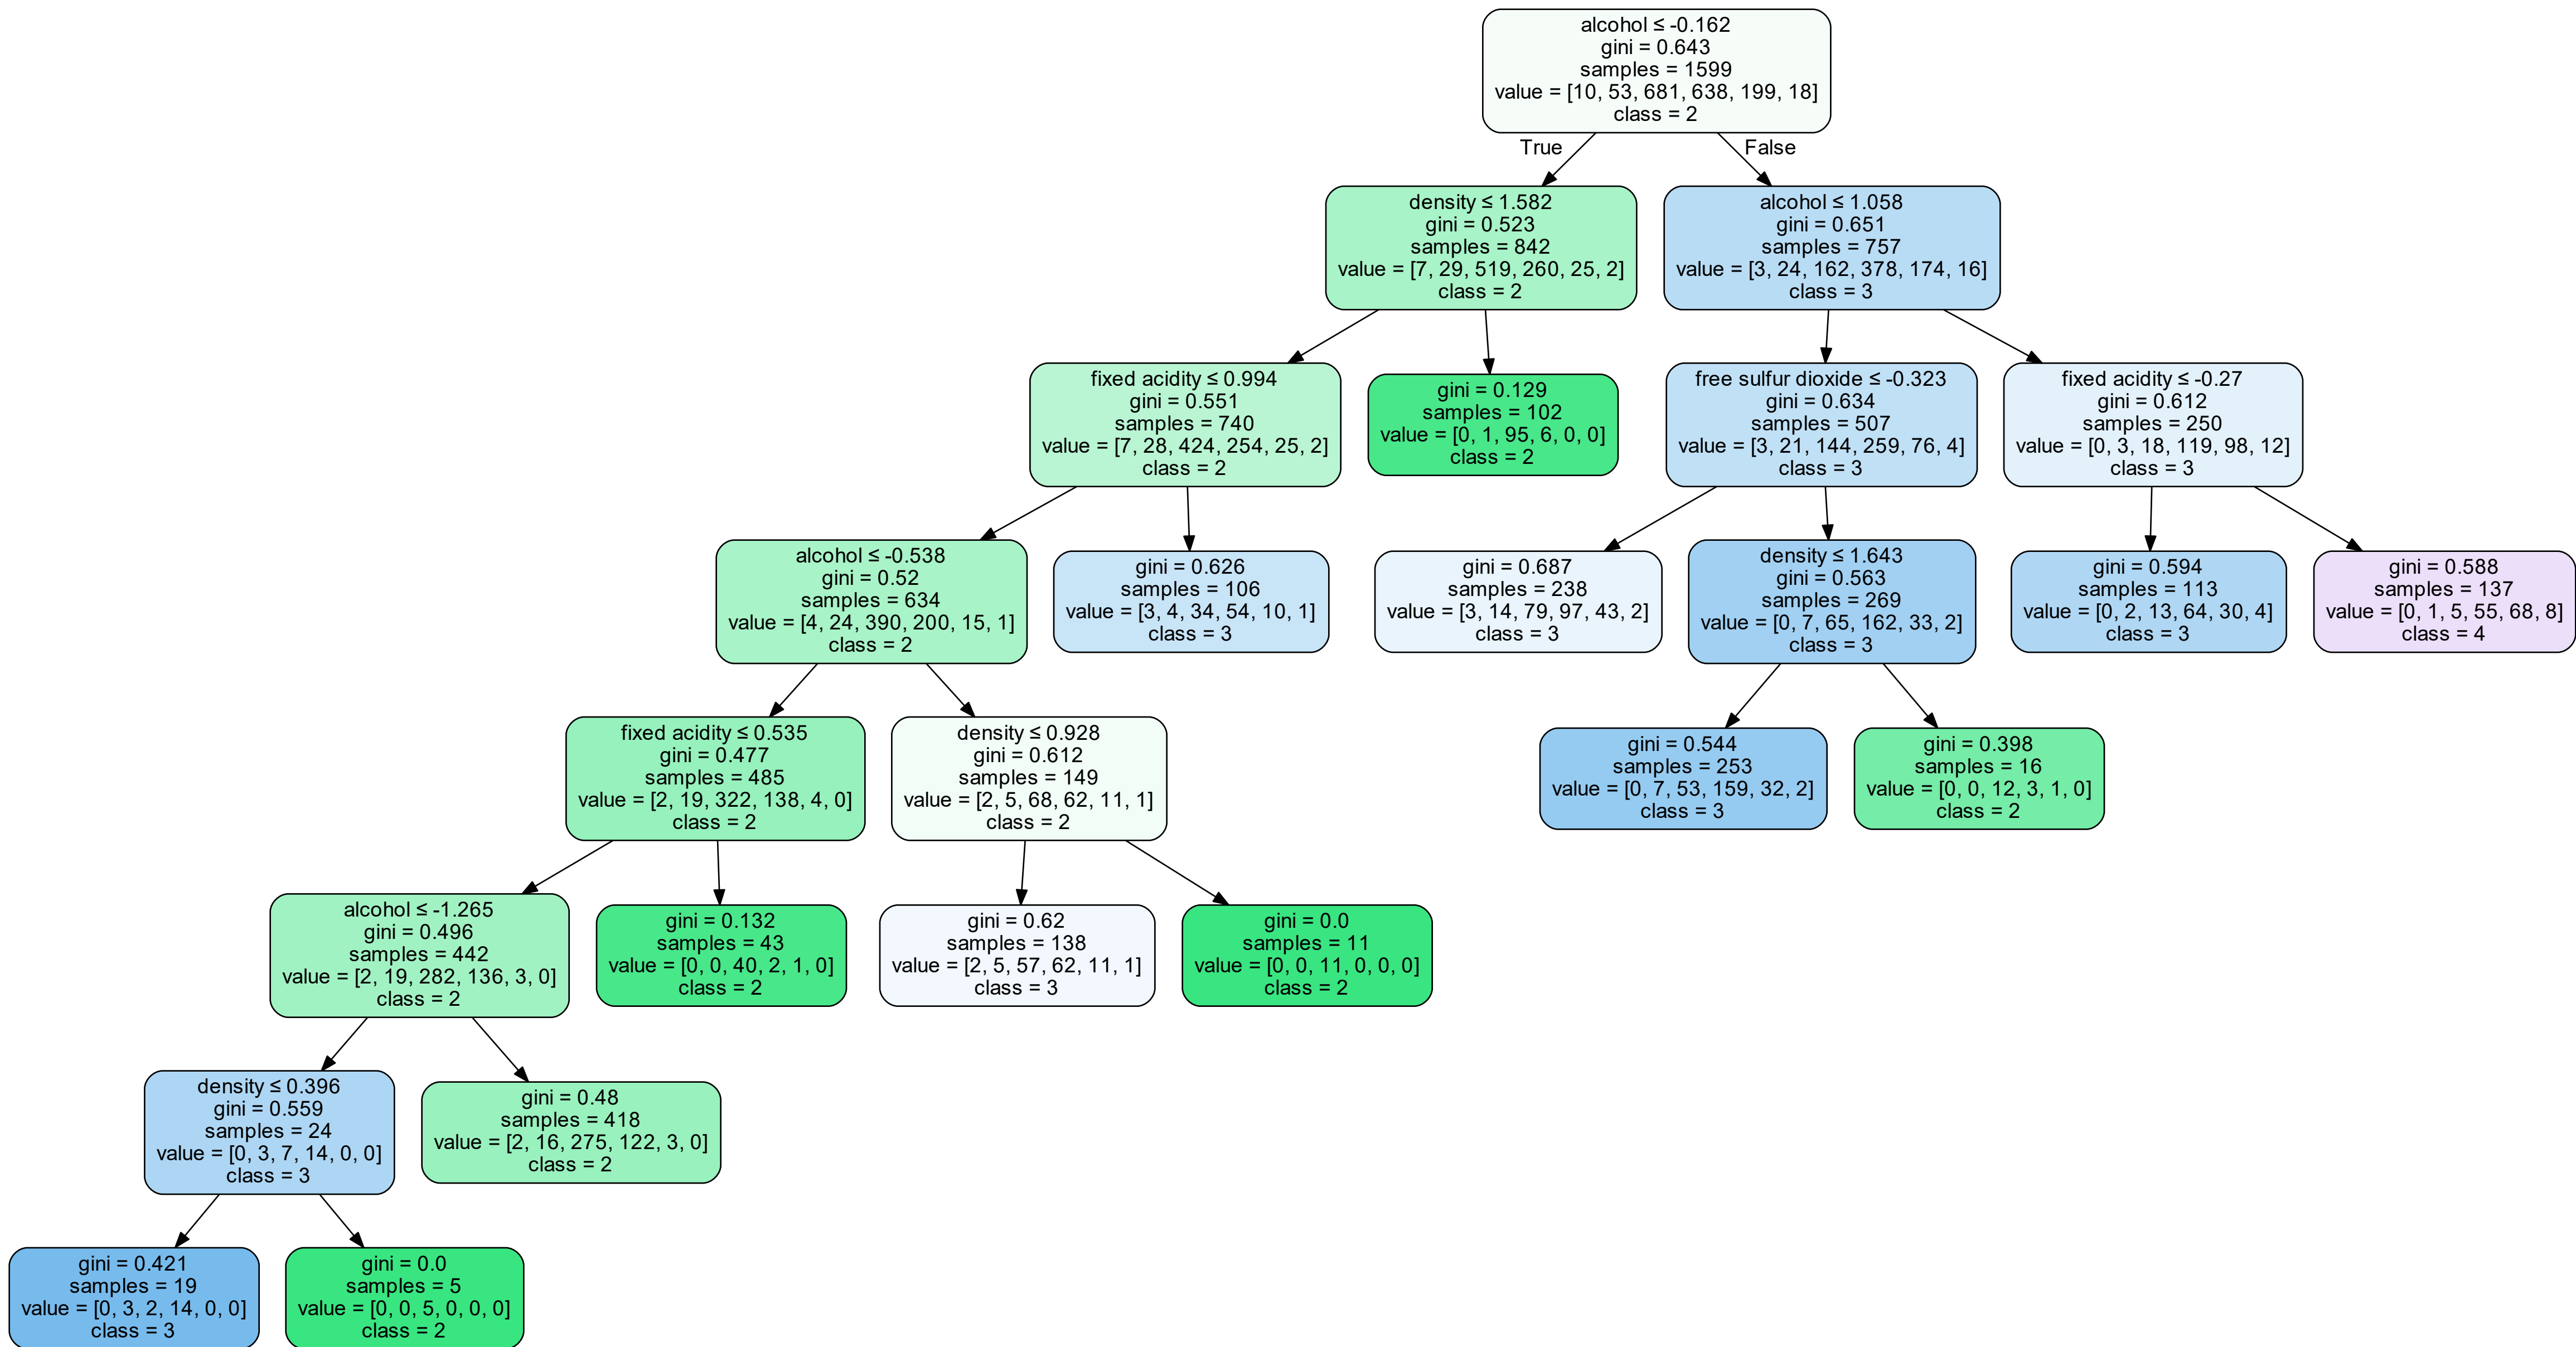 alcohol ≤ -0.162
gini = 0.643
samples = 1599
value = [10, 53, 681, 638, 199, 18]
class = 2
True
False
density ≤ 1.582
gini = 0.523
samples = 842
value = [7, 29, 519, 260, 25, 2]
class = 2
alcohol ≤ 1.058
gini = 0.651
samples = 757
value = [3, 24, 162, 378, 174, 16]
class = 3
fixed acidity ≤ 0.994
gini = 0.551
samples = 740
value = [7, 28, 424, 254, 25, 2]
class = 2
gini = 0.129
samples = 102
value = [0, 1, 95, 6, 0, 0]
class = 2
free sulfur dioxide ≤ -0.323
gini = 0.634
samples = 507
value = [3, 21, 144, 259, 76, 4]
class = 3
fixed acidity ≤ -0.27
gini = 0.612
samples = 250
value = [0, 3, 18, 119, 98, 12]
class = 3
alcohol ≤ -0.538
gini = 0.52
samples = 634
value = [4, 24, 390, 200, 15, 1]
class = 2
gini = 0.626
samples = 106
value = [3, 4, 34, 54, 10, 1]
class = 3
gini = 0.687
samples = 238
value = [3, 14, 79, 97, 43, 2]
class = 3
density ≤ 1.643
gini = 0.563
samples = 269
value = [0, 7, 65, 162, 33, 2]
class = 3
gini = 0.594
samples = 113
value = [0, 2, 13, 64, 30, 4]
class = 3
gini = 0.588
samples = 137
value = [0, 1, 5, 55, 68, 8]
class = 4
fixed acidity ≤ 0.535
gini = 0.477
samples = 485
value = [2, 19, 322, 138, 4, 0]
class = 2
density ≤ 0.928
gini = 0.612
samples = 149
value = [2, 5, 68, 62, 11, 1]
class = 2
gini = 0.544
samples = 253
value = [0, 7, 53, 159, 32, 2]
class = 3
gini = 0.398
samples = 16
value = [0, 0, 12, 3, 1, 0]
class = 2
alcohol ≤ -1.265
gini = 0.496
samples = 442
value = [2, 19, 282, 136, 3, 0]
class = 2
gini = 0.132
samples = 43
value = [0, 0, 40, 2, 1, 0]
class = 2
gini = 0.62
samples = 138
value = [2, 5, 57, 62, 11, 1]
class = 3
gini = 0.0
samples = 11
value = [0, 0, 11, 0, 0, 0]
class = 2
density ≤ 0.396
gini = 0.559
samples = 24
value = [0, 3, 7, 14, 0, 0]
class = 3
gini = 0.48
samples = 418
value = [2, 16, 275, 122, 3, 0]
class = 2
gini = 0.421
samples = 19
value = [0, 3, 2, 14, 0, 0]
class = 3
gini = 0.0
samples = 5
value = [0, 0, 5, 0, 0, 0]
class = 2